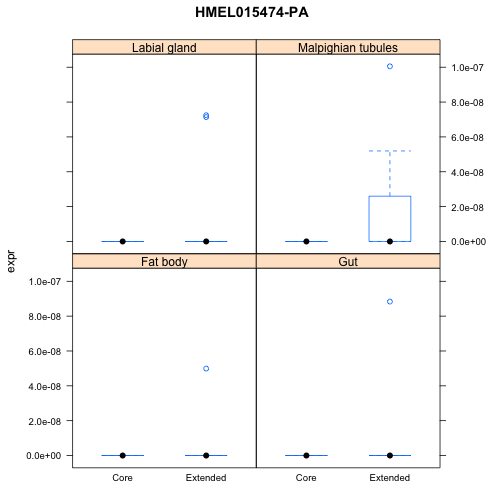 HMEL015474-PA
Labial gland
Malpighian tubules
1.0e-07
8.0e-08
6.0e-08
4.0e-08
2.0e-08
0.0e+00
expr
Fat body
Gut
1.0e-07
8.0e-08
6.0e-08
4.0e-08
2.0e-08
0.0e+00
Core
Extended
Core
Extended